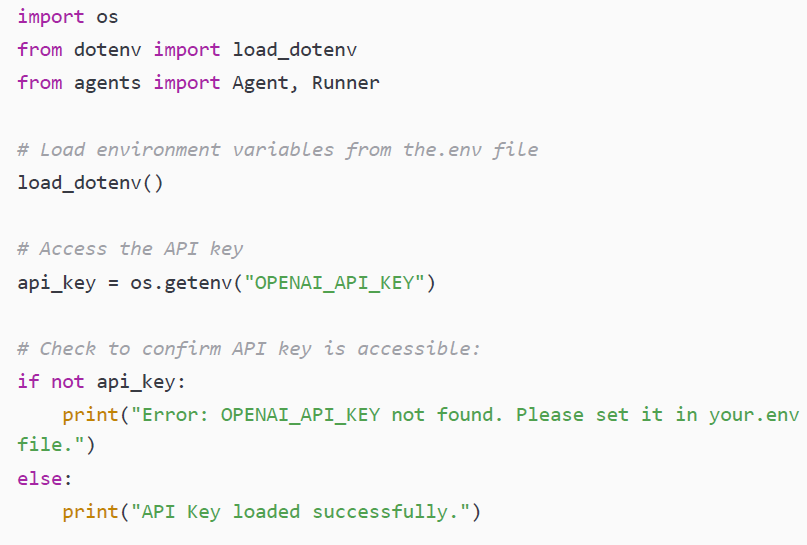 import os
from dotenv import load_dotenv
from agents import Agent, Runner
# Load environment variables from the.env file
load_dotenv()
# Access the API key
api_key = os.getenv("OPENAI_API_KEY")
# Check to confirm API key is accessible:
if not api_key:
    print("Error: OPENAI_API_KEY not found. Please set it in your.env
file.")
else:
    print("API Key loaded successfully.")